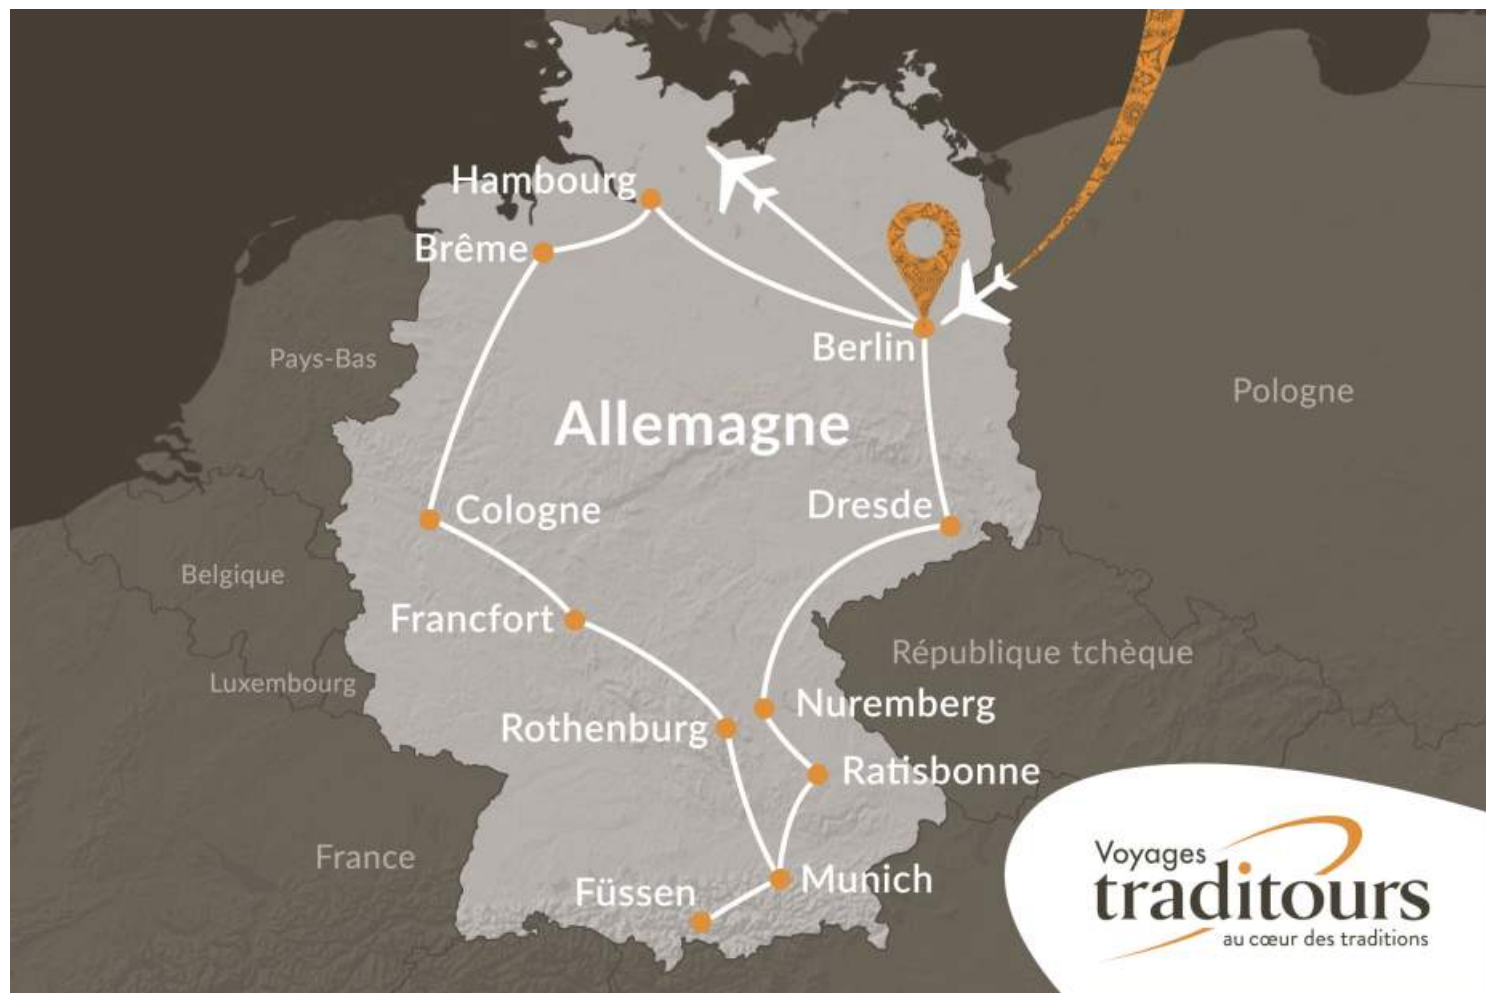 Hambourg
Brême
Berlin
Pays-Bas
Pologne
Allemagne
Cologne
Dresde
Belgique
Francfort
République tchèque
Luxembourg
Nuremberg
Rothenburg
Ratisbonne
France
Füssen
Munich
Voyages
traditours
au cœur des traditions